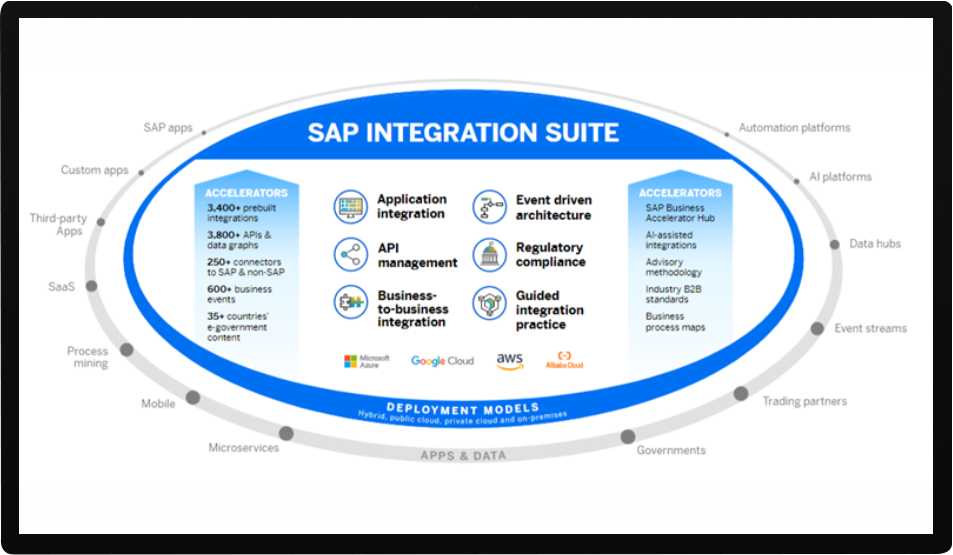 SAP INTEGRATION SUITE
SAP apps
Custom apps
Third-party
Apps
SaaS
Process
mining
Mobile
Microservices
ACCELERATORS
3,400+ prebuilt
integrations
3,800+ APIs &
data graphs
250+ connectors
to SAP & non-SAP
600+ business
events
35+ countries'
e-government
content
Application
integration
API
management
Business-
to-business
integration
Event driven
architecture
Regulatory
compliance
Guided
integration
practice
Microsoft
Azure
Google Cloud
aws
Alibaba Cloud
ACCELERATORS
SAP Business
Accelerator Hub
AI-assisted
integrations
Advisory
methodology
Industry B2B
standards
Business
process maps
Automation platforms
AI platforms
Data hubs
Event streams
Trading partners
Governments
DEPLOYMENT MODELS
Hybrid, public cloud, private cloud and on-premises
APPS & DATA